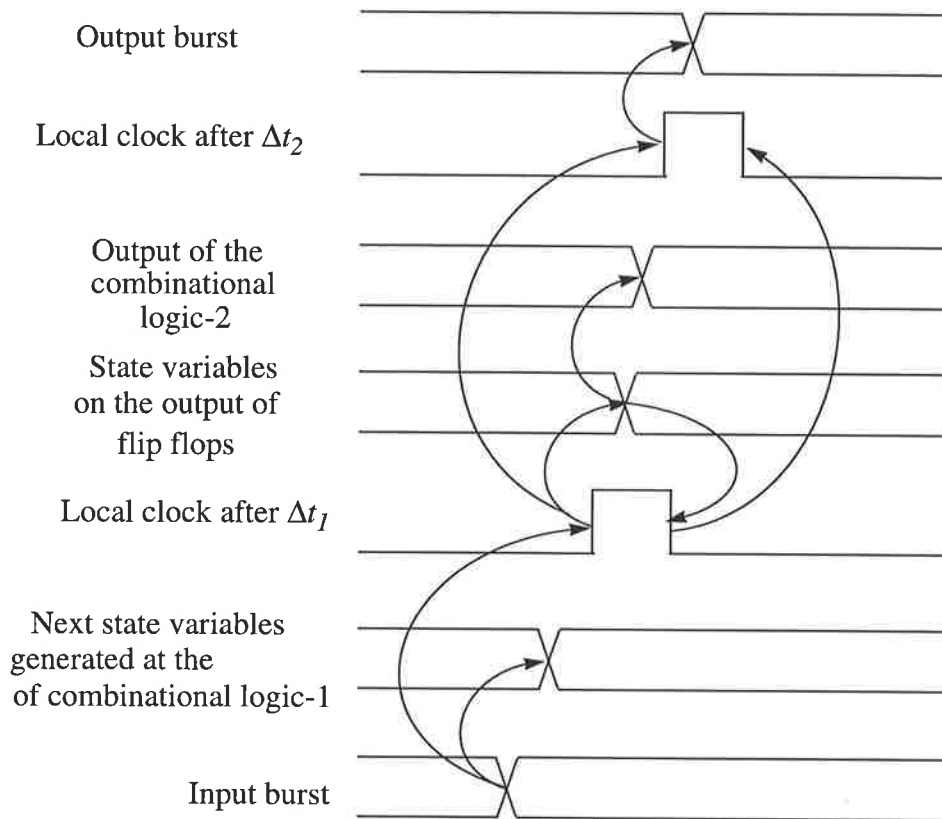 Output burst
Local clock after Δt2
Output of the
combinational
logic-2
State variables
on the output of
flip flops
Local clock after Δt1
Next state variables
generated at the
of combinational logic-1
Input burst